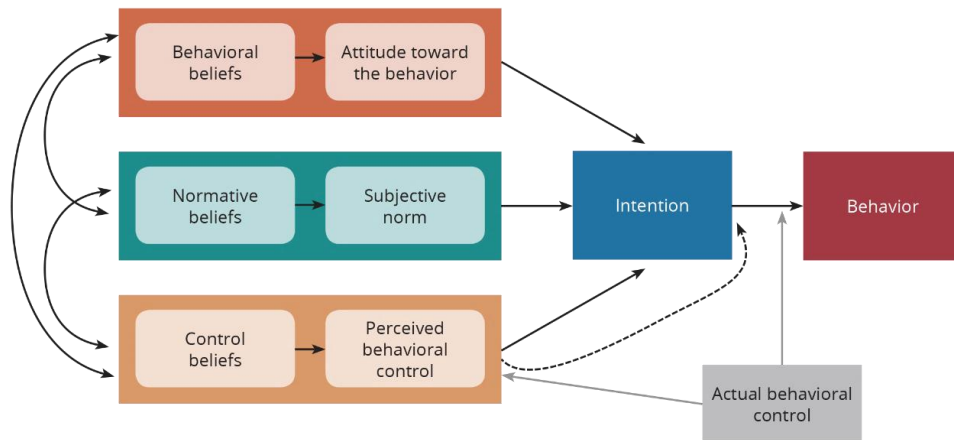 Behavioral
beliefs
Attitude toward
the behavior
Normative
beliefs
Subjective
norm
Intention
Behavior
Control
beliefs
Perceived
behavioral
control
Actual behavioral
control